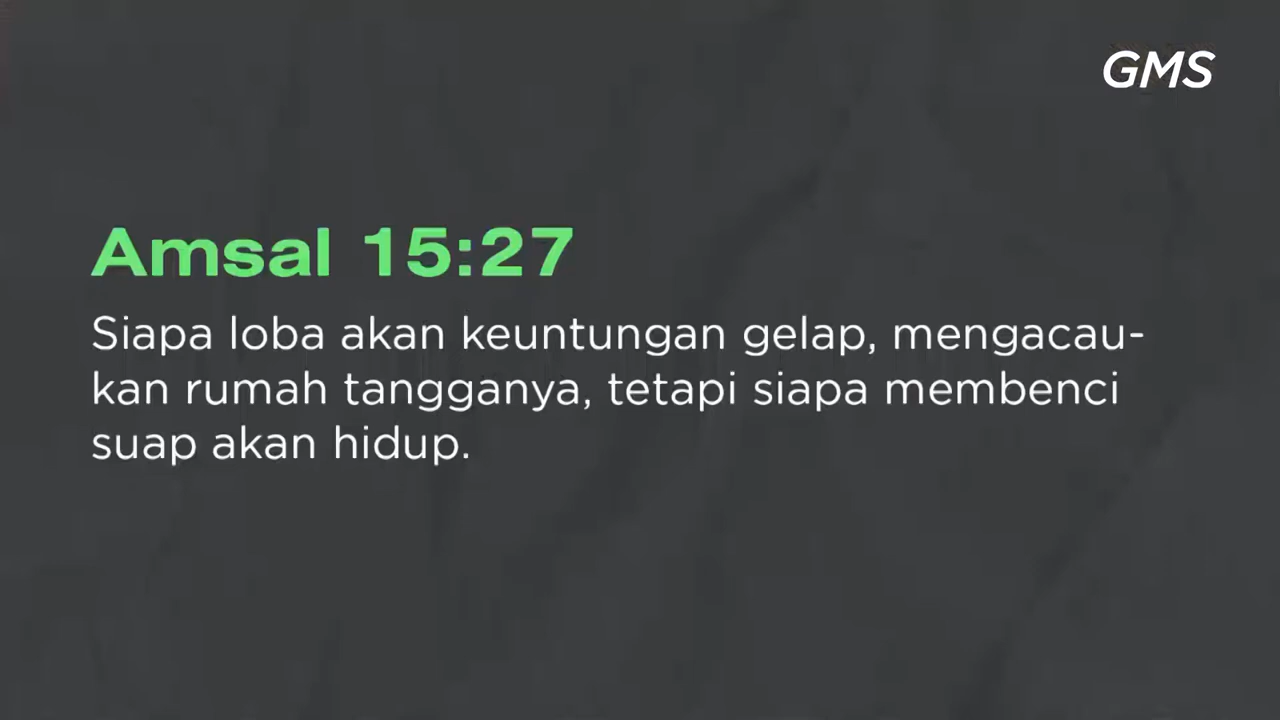 GMS
Amsal 15:27
Siapa loba akan keuntungan gelap, mengacau-
kan rumah tangganya, tetapi siapa membenci
suap akan hidup.